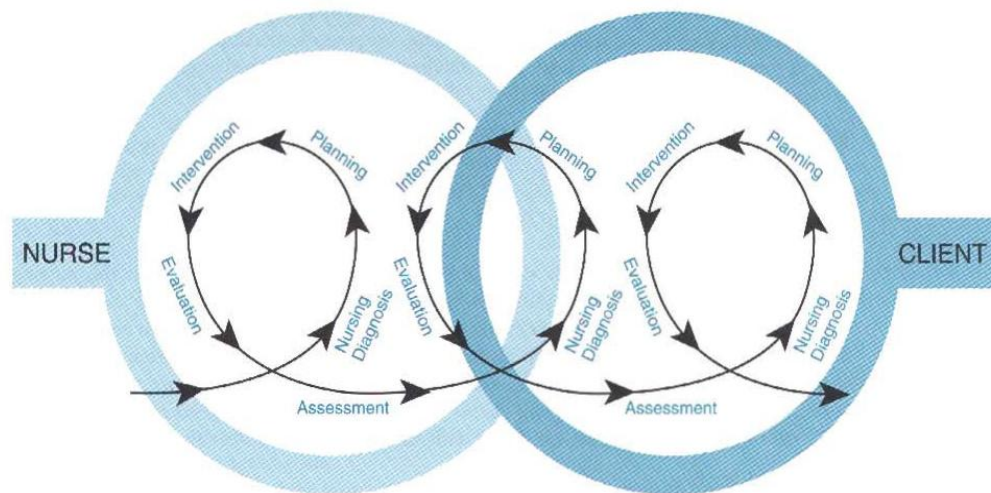 NURSE
Intervention
Planning
Evaluation
Nursing
Diagnosis
Assessment
Intervention
Planning
Evaluation
Nursing
Diagnosis
Assessment
Intervention
Planning
Evaluation
Nursing
Diagnosis
CLIENT